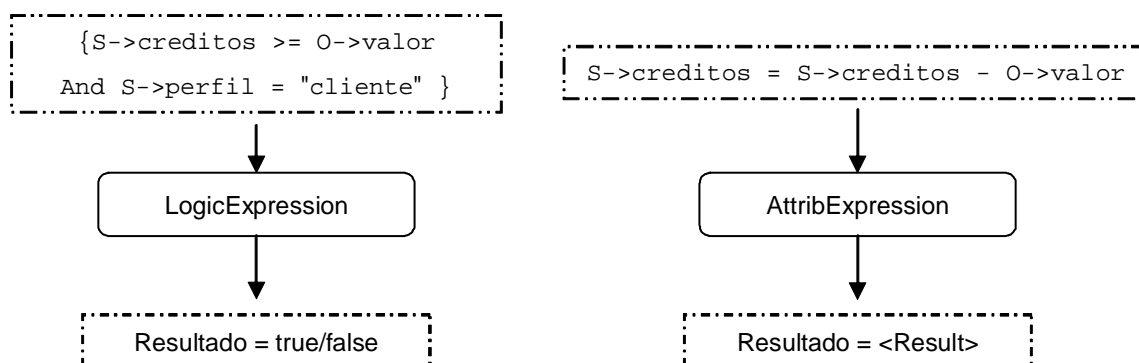 {S->creditos >= O->valor
And S->perfil = "cliente" }
LogicExpression
Resultado = true/false
S->creditos = S->creditos - O->valor
AttribExpression
Resultado = <Result>